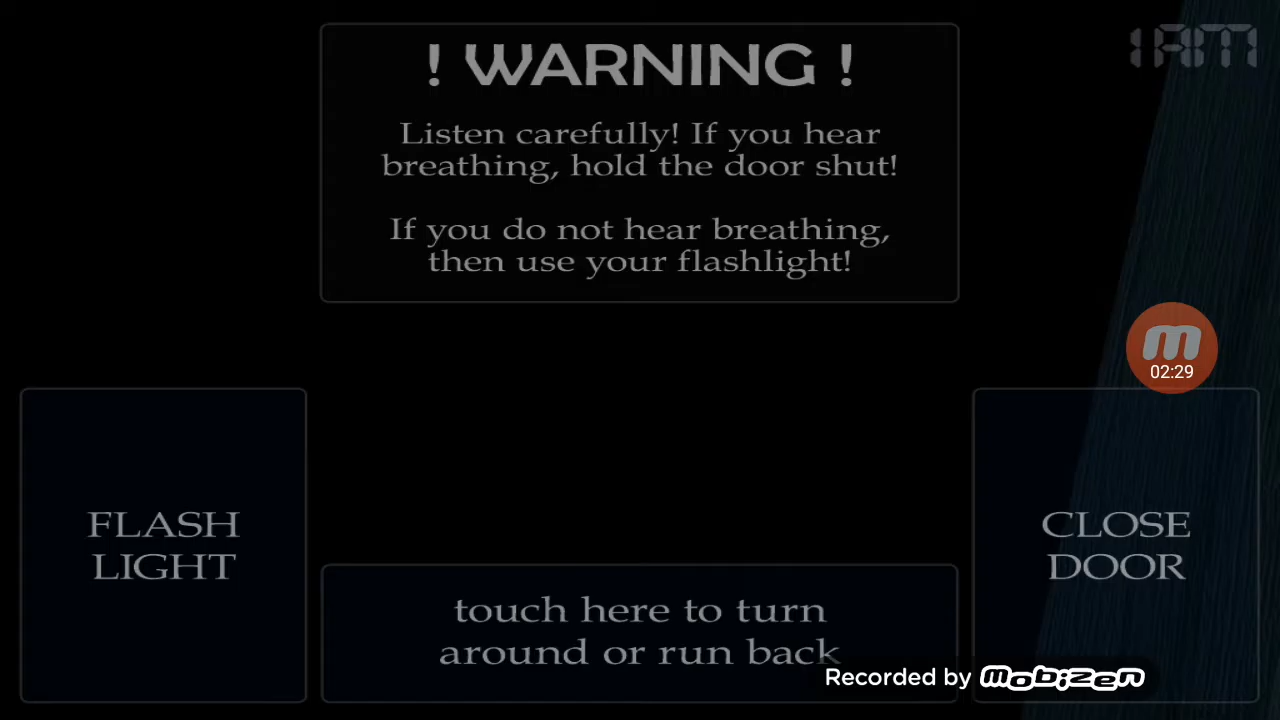 ! WARNING !
1 AM
Listen carefully! If you hear
breathing, hold the door shut!
If you do not hear breathing,
then use your flashlight!
m
02:29
FLASH
LIGHT
CLOSE
DOOR
touch here to turn
around or run back
Recorded by mobizen